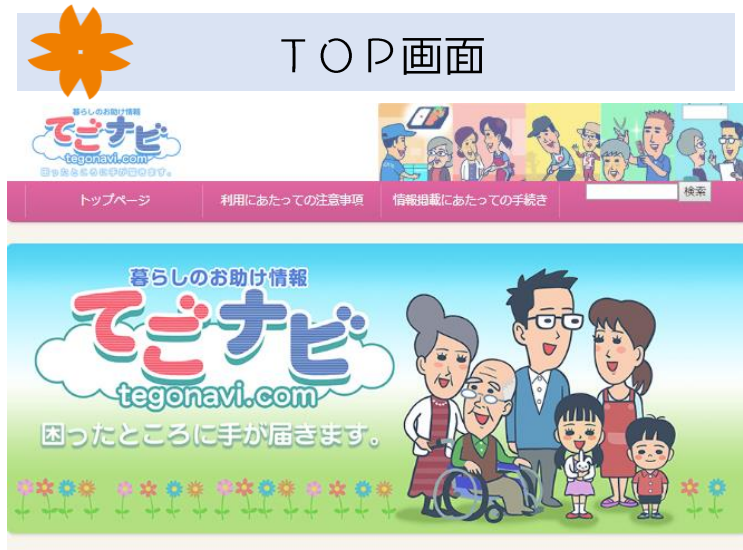 TOP画面
暮らしのお助け情報
てごナビ
tegonavi.com
困ったところに手が届きます。
トップページ
利用にあたっての注意事項
情報掲載にあたっての手続き
検索
暮らしのお助け情報
てごナビ
tegonavi.com
困ったところに手が届きます。